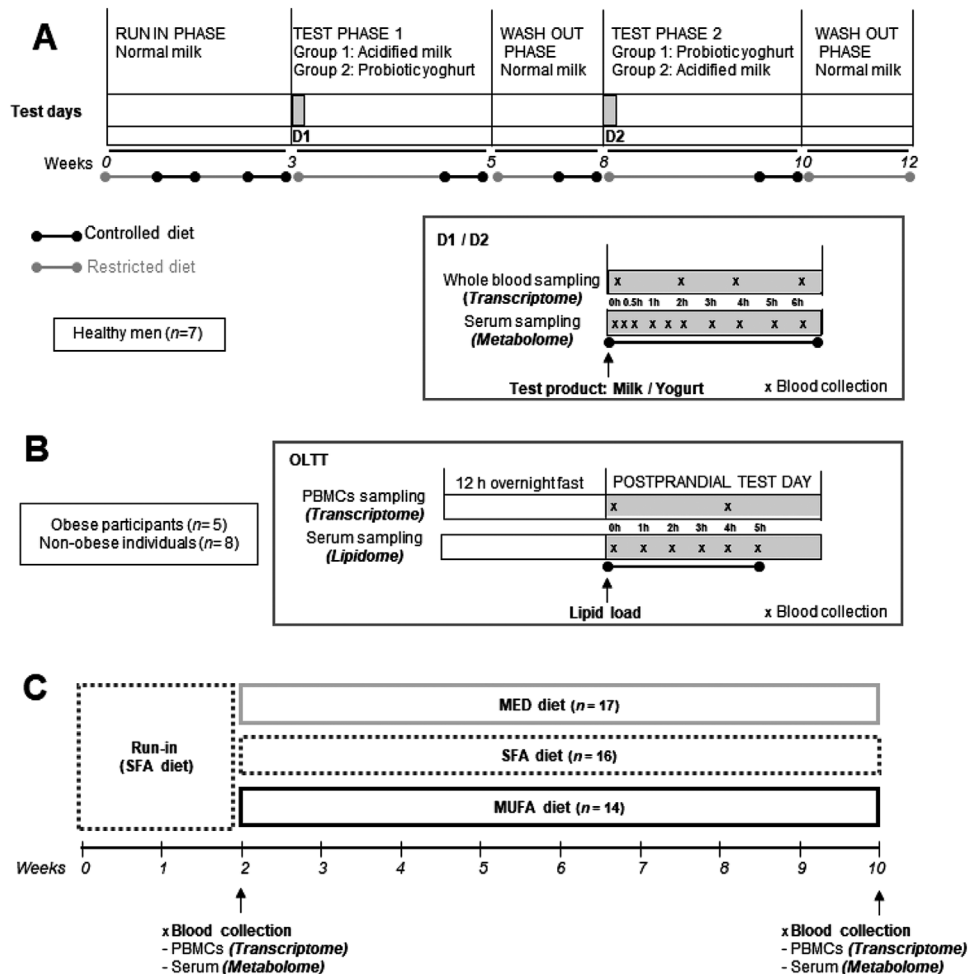 A
RUN IN PHASE
Normal milk
TEST PHASE 1
Group 1: Acidified milk
Group 2: Probiotic yoghurt
WASH OUT
PHASE
Normal milk
TEST PHASE 2
Group 1: Probiotic yoghurt
Group 2: Acidified milk
WASH OUT
PHASE
Normal milk
Test days
D1
D2
Weeks 0 3 5 8 10 12
Controlled diet
Restricted diet
Healthy men (n=7)
D1 / D2
Whole blood sampling
(Transcriptome)
x x x x
0h 0.5h 1h 2h 3h 4h 5h 6h
Serum sampling
(Metabolome)
x x x x x x x x x x
Test product: Milk / Yogurt
x Blood collection
B
Obese participants (n= 5)
Non-obese individuals (n= 8)
OLTT
12 h overnight fast
POSTPRANDIAL TEST DAY
PBMCs sampling
(Transcriptome)
x x
0h 1h 2h 3h 4h 5h
Serum sampling
(Lipidome)
x x x x x x
Lipid load
x Blood collection
C
Run-in
(SFA diet)
MED diet (n= 17)
SFA diet (n= 16)
MUFA diet (n= 14)
Weeks 0 1 2 3 4 5 6 7 8 9 10
x Blood collection
- PBMCs (Transcriptome)
- Serum (Metabolome)
x Blood collection
- PBMCs (Transcriptome)
- Serum (Metabolome)